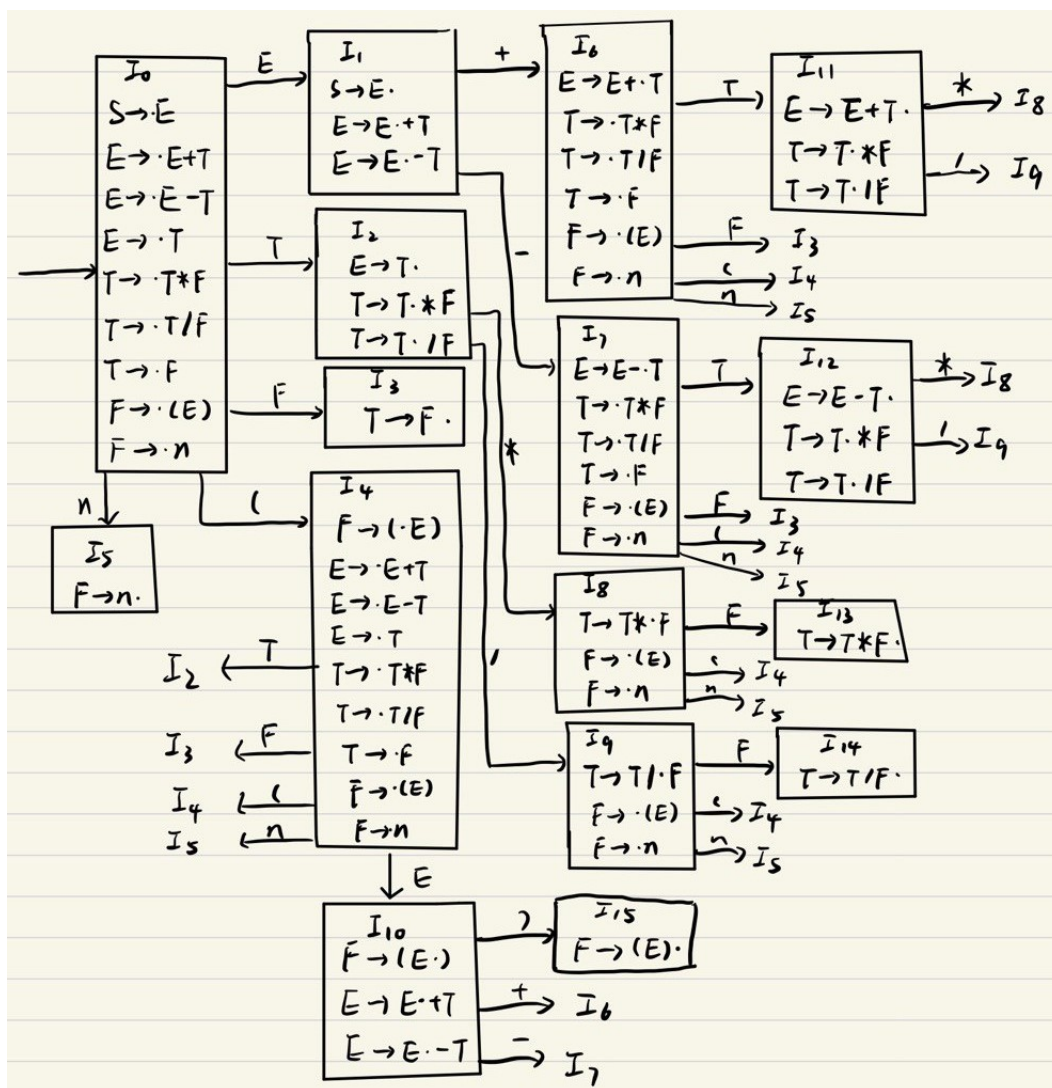 I0
S→·E
E→·E+T
E→·E-T
E→·T
T→·T*F
T→·T/F
T→·F
F→·(E)
F→·n
E
T
F
n
(
I1
S→E·
E→E·+T
E→E·-T
+
-
I2
E→T·
T→T·*F
T→T·/F
*
/
I3
T→F·
I4
F→(·E)
E→·E+T
E→·E-T
E→·T
T→·T*F
T→·T/F
T→·F
F→·(E)
F→n
I2 T
I3 F
I4 (
I5 n
E
I5
F→n·
I6
E→E+·T
T→·T*F
T→·T/F
T→·F
F→·(E)
F→·n
T
F I3
( I4
n I5
I11
E→E+T·
T→T·*F
T→T·/F
* I8
/ I9
I7
E→E-·T
T→·T*F
T→·T/F
T→·F
F→·(E)
F→·n
T
F I3
( I4
n I5
I12
E→E-T·
T→T·*F
T→T·/F
* I8
/ I9
I8
T→T*·F
F→·(E)
F→·n
F
( I4
n I5
I13
T→T*F·
I9
T→T/·F
F→·(E)
F→·n
F
( I4
n I5
I14
T→T/F·
I10
F→(E·)
E→E·+T
E→E·-T
)
+ I6
- I7
I15
F→(E)·